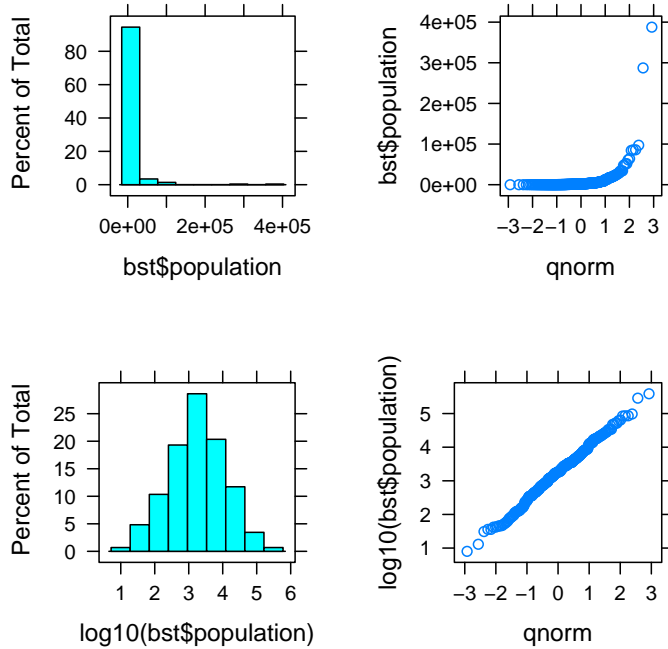 Percent of Total
80
60
40
20
0
0e+00 2e+05 4e+05
bst$population
bst$population
4e+05
3e+05
2e+05
1e+05
0e+00
−3 −2 −1 0 1 2 3
qnorm
Percent of Total
25
20
15
10
5
0
1 2 3 4 5 6
log10(bst$population)
log10(bst$population)
5
4
3
2
1
−3 −2 −1 0 1 2 3
qnorm